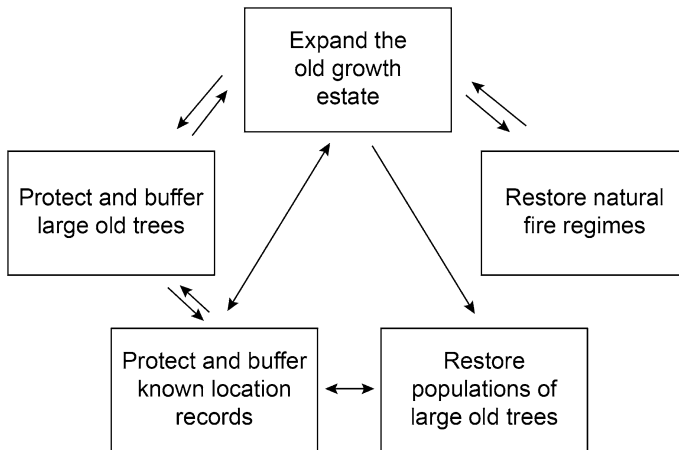 Expand the
old growth
estate
Protect and buffer
large old trees
Restore natural
fire regimes
Protect and buffer
known location
records
Restore
populations of
large old trees